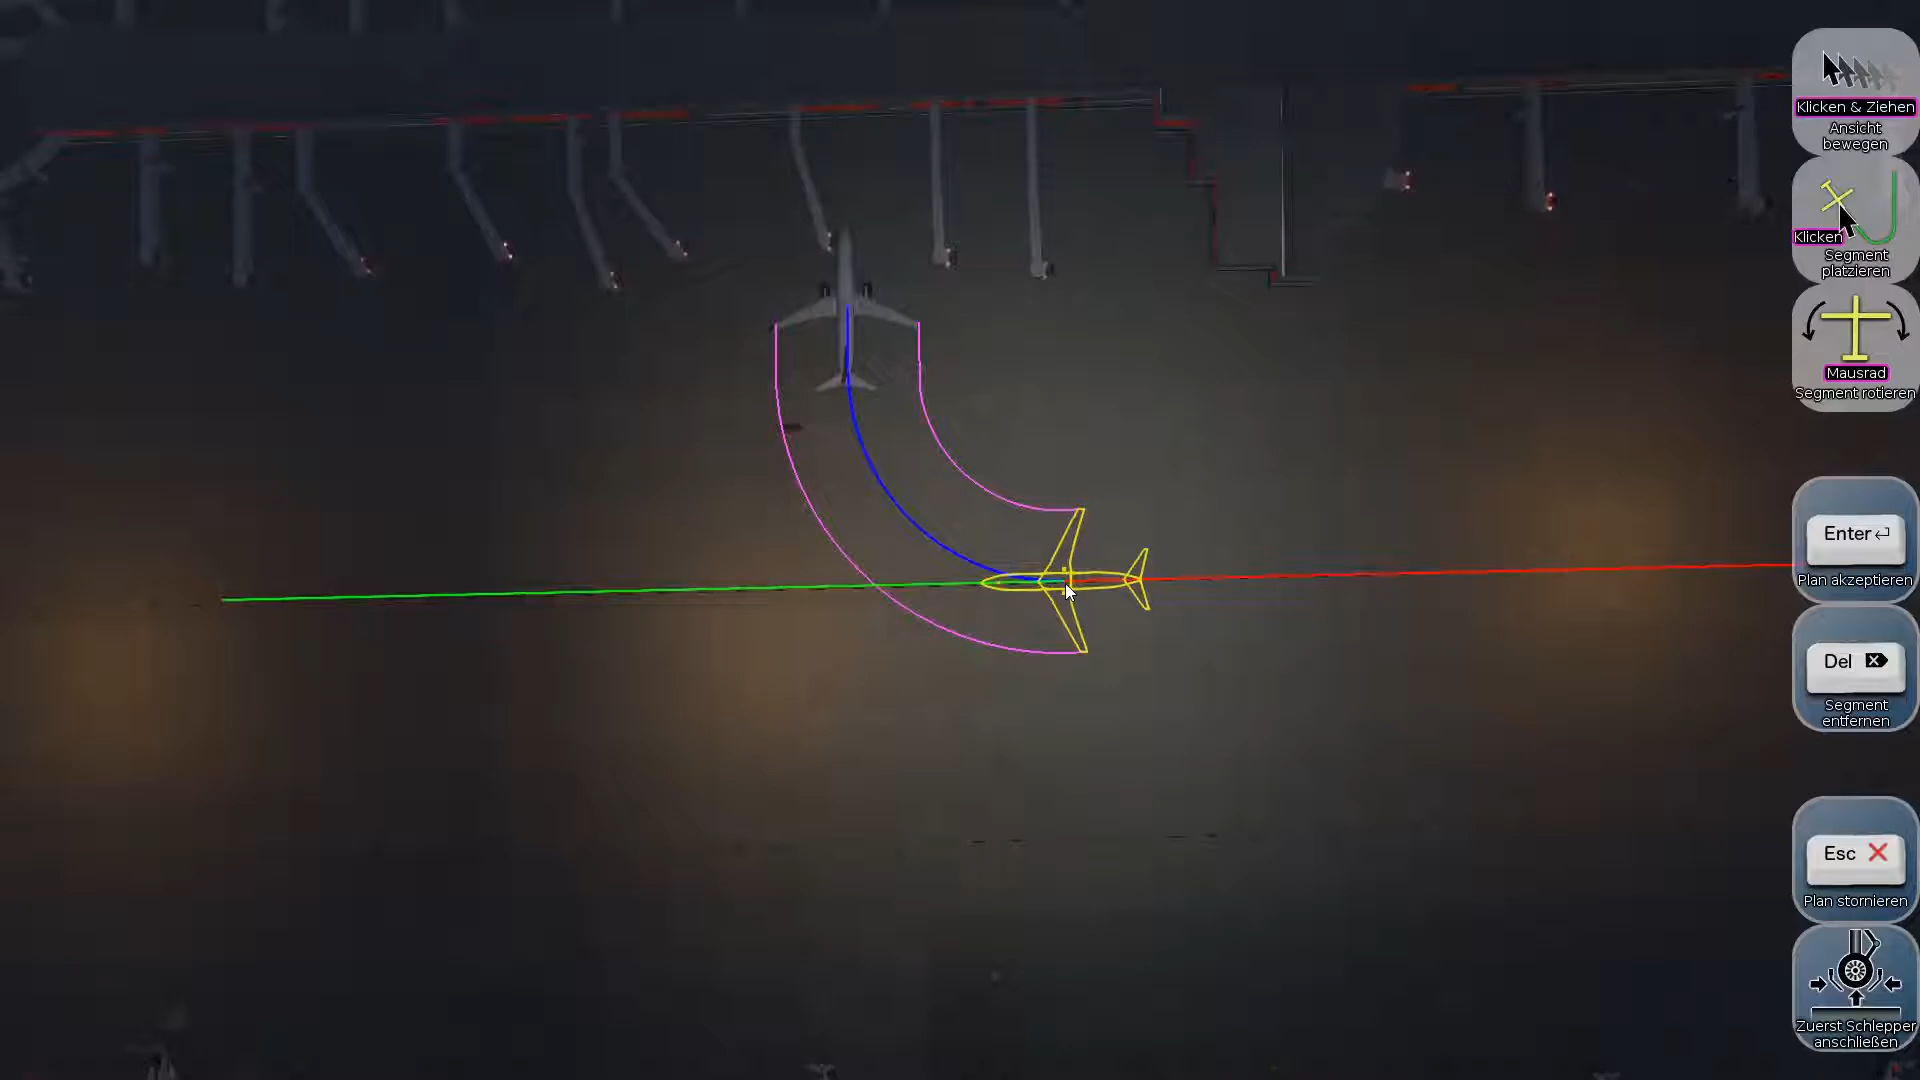 Klicken & Ziehen
Ansicht
bewegen
Klicken
Segment
platzieren
Mausrad
Segment rotieren
Enter
Plan akzeptieren
Del
Segment
entfernen
Esc
Plan stornieren
Zuerst Schlepper
anschließen